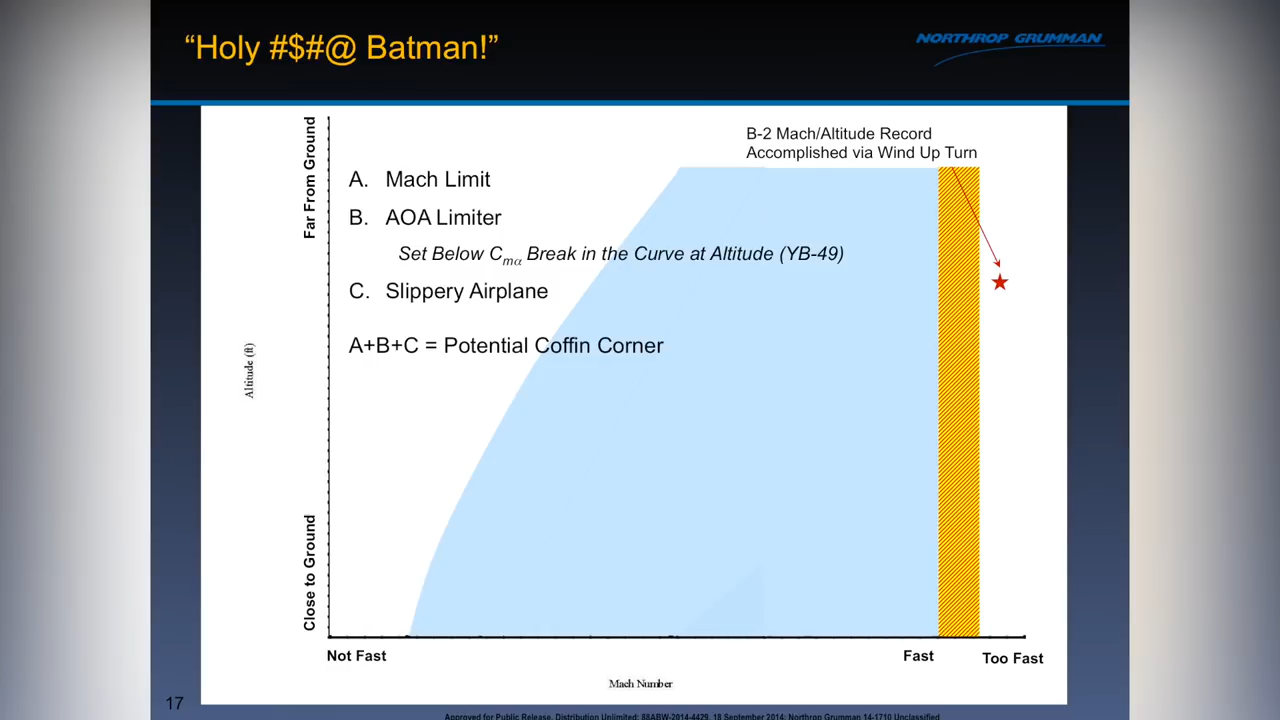 “Holy #$#@ Batman!”
NORTHROP GRUMMAN
B-2 Mach/Altitude Record
Accomplished via Wind Up Turn
Far From Ground
A. Mach Limit
B. AOA Limiter
Set Below Cmα Break in the Curve at Altitude (YB-49)
C. Slippery Airplane
A+B+C = Potential Coffin Corner
Altitude (ft)
Close to Ground
Not Fast
Fast
Too Fast
Mach Number
17
Approved for Public Release, Distribution Unlimited: 88ABW-2014-4429, 18 September 2014; Northrop Grumman 14-1710 Unclassified